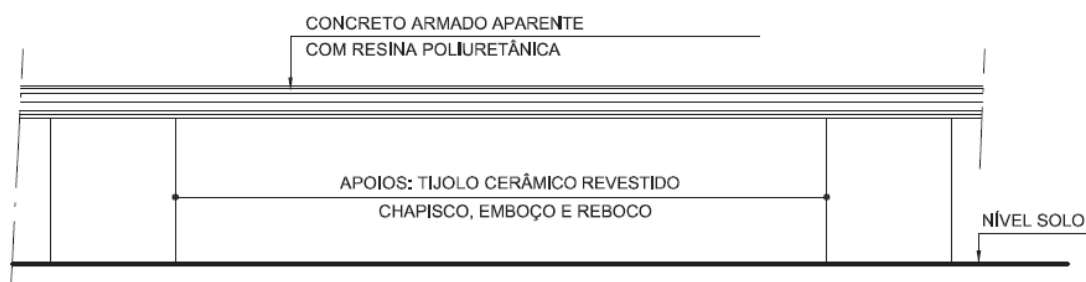 CONCRETO ARMADO APARENTE
COM RESINA POLIURETÂNICA
APOIOS: TIJOLO CERÂMICO REVESTIDO
CHAPISCO, EMBOÇO E REBOCO
NÍVEL SOLO